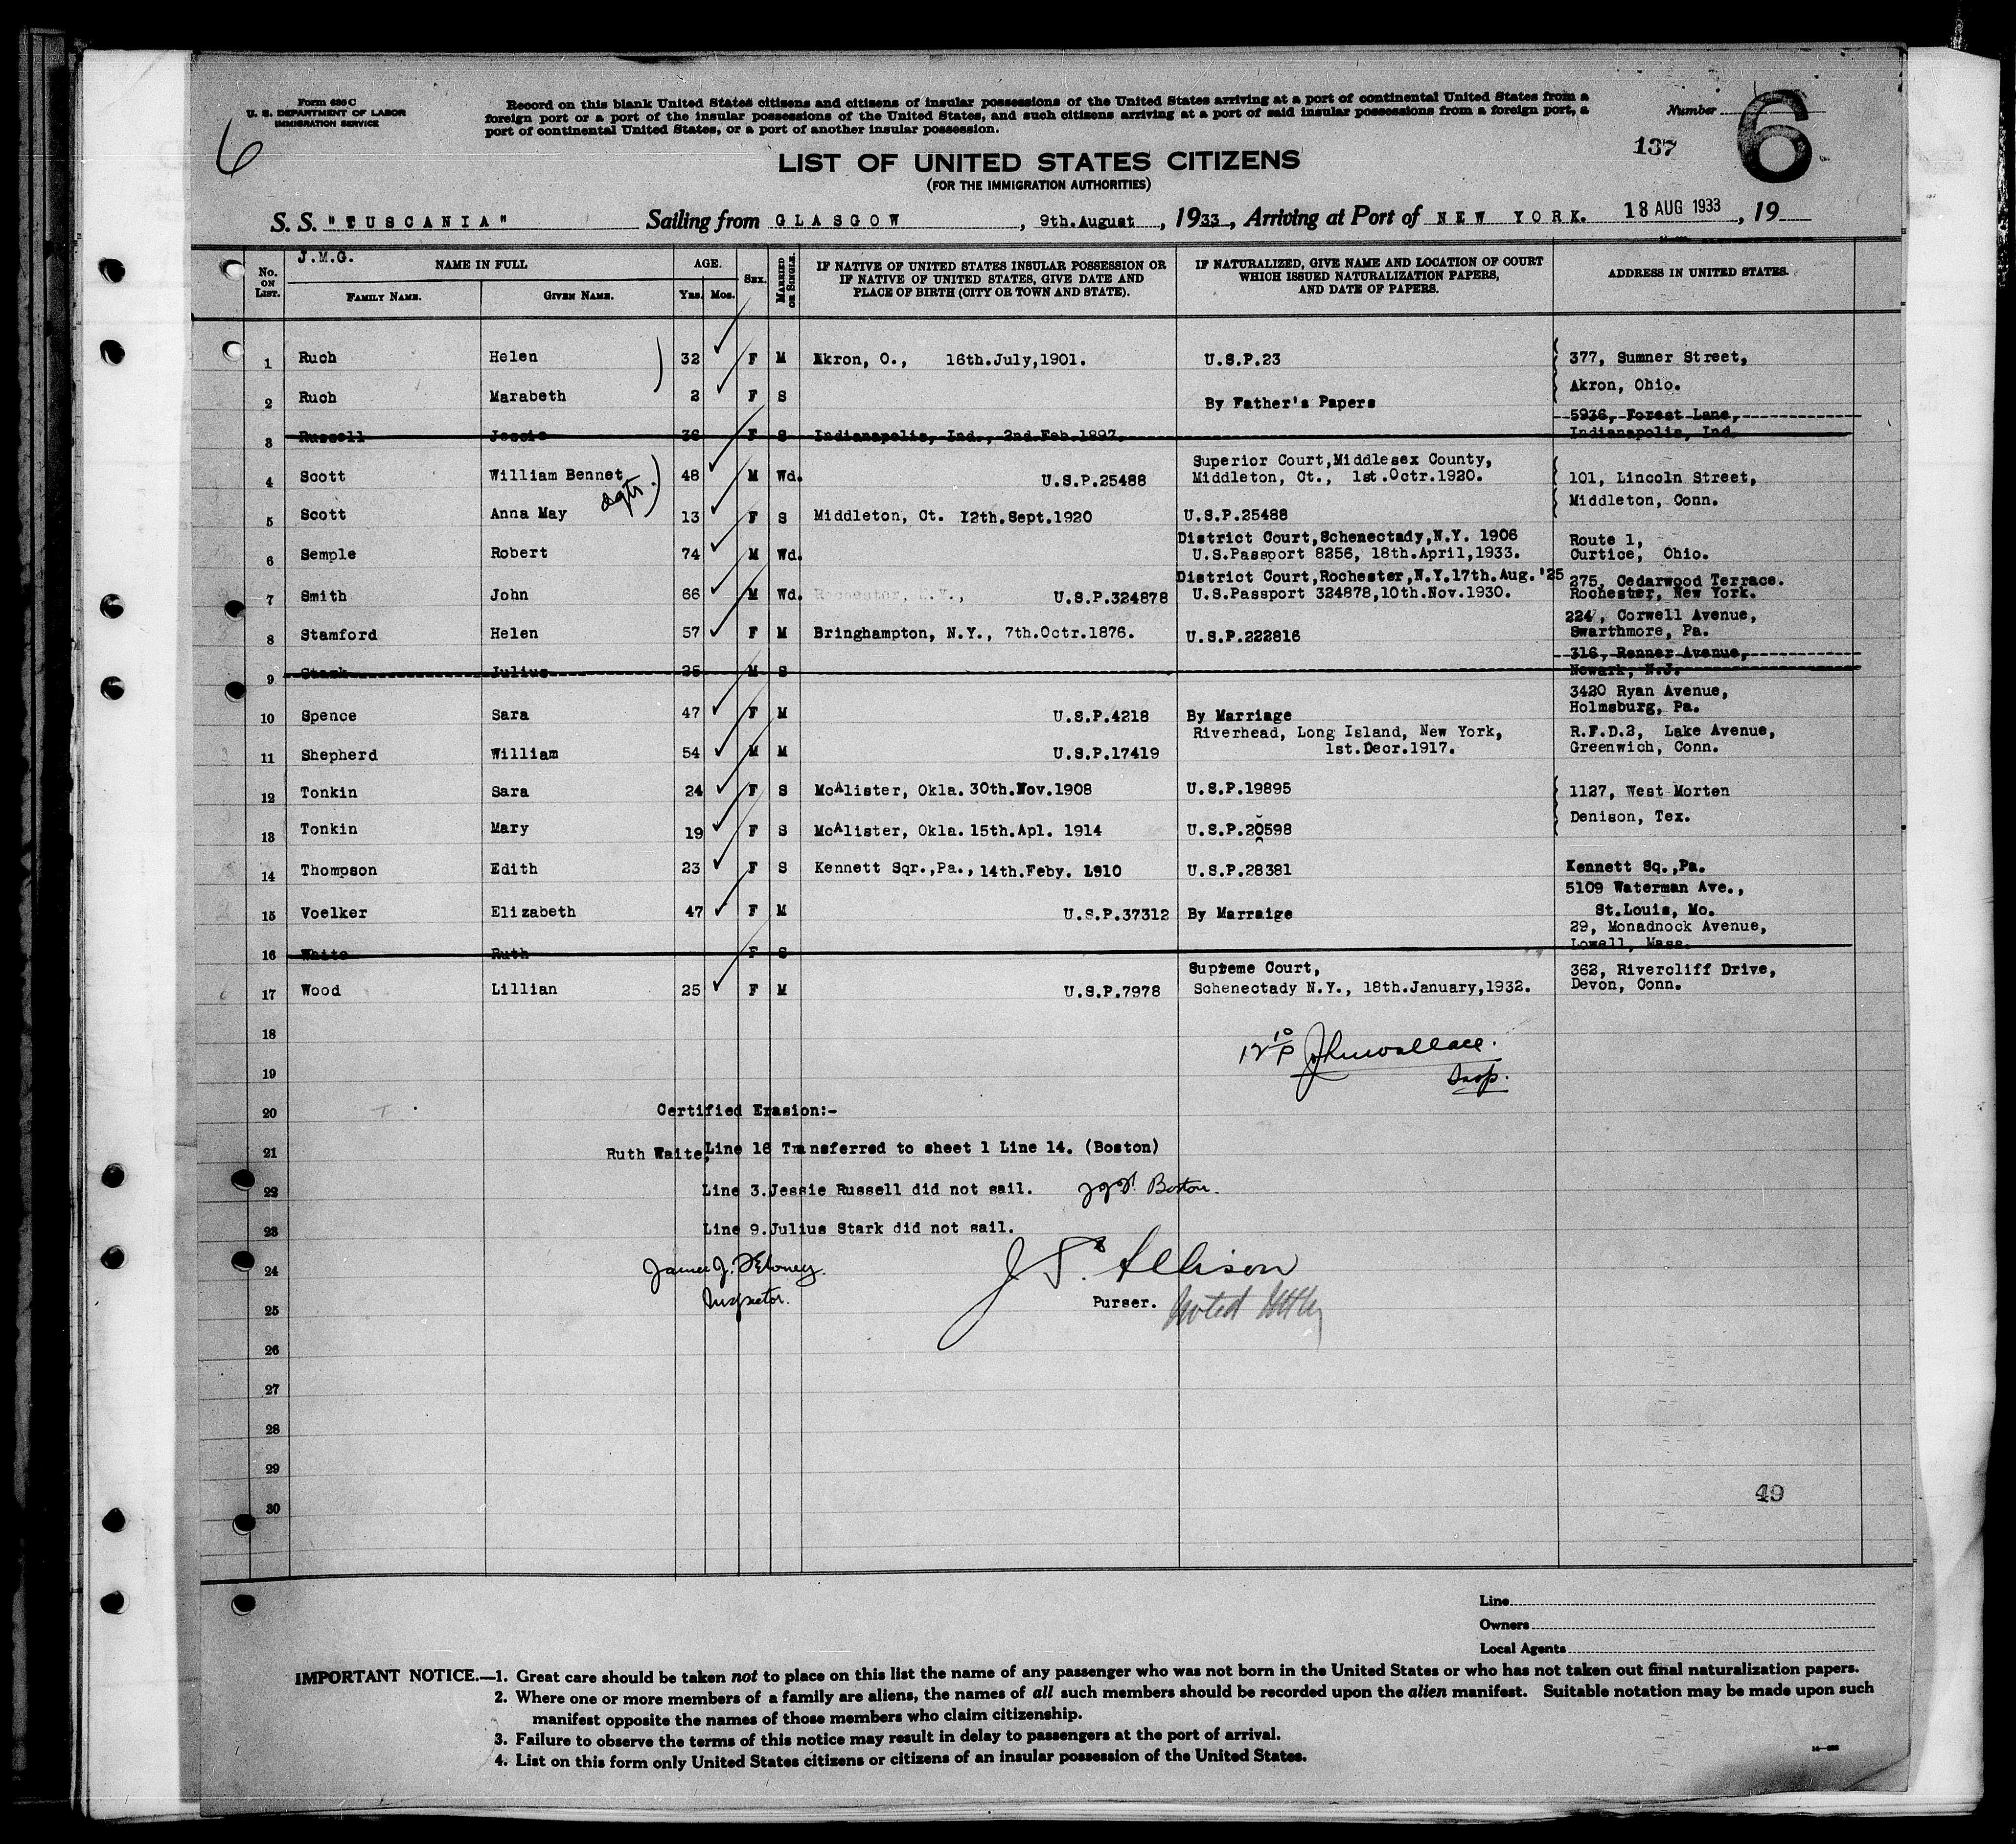 Form 630 C
U. S. DEPARTMENT OF LABOR
IMMIGRATION SERVICE
6
Record on this blank United States citizens and citizens of insular possessions of the United States arriving at a port of continental United States from a
foreign port or a port of the insular possessions of the United States, and such citizens arriving at a port of said insular possessions from a foreign port, a
port of continental United States, or a port of another insular possession.
Number 6
137
LIST OF UNITED STATES CITIZENS
(FOR THE IMMIGRATION AUTHORITIES)
S. S. "TUSCANIA" Sailing from GLASGOW, 9th.August, 1933, Arriving at Port of NEW YORK. 18 AUG 1933, 19
No. ON LIST. J.M.G. NAME IN FULL AGE. SEX. MARRIED OR SINGLE. IF NATIVE OF UNITED STATES INSULAR POSSESSION OR IF NATIVE OF UNITED STATES, GIVE DATE AND PLACE OF BIRTH (CITY OR TOWN AND STATE). IF NATURALIZED, GIVE NAME AND LOCATION OF COURT WHICH ISSUED NATURALIZATION PAPERS, AND DATE OF PAPERS. ADDRESS IN UNITED STATES.
FAMILY NAME. GIVEN NAME. Yrs. Mos.
1 Ruch Helen 32 F M Akron, O., 16th.July,1901. U.S.P.23 377, Sumner Street,
Akron, Ohio.
2 Ruch Marabeth 2 F S By Father's Papers
5936, Forest Lane,
3 Russell Jessie 36 F S Indianapolis, Ind., 2nd.Feb.1897. Indianapolis, Ind.
Superior Court,Middlesex County,
4 Scott William Bennet 48 M Wd. U.S.P.25488 Middleton, Ct., 1st.Octr.1920. 101, Lincoln Street,
dgtr. Middleton, Conn.
5 Scott Anna May 13 F S Middleton, Ct. 12th.Sept.1920 U.S.P.25488
District Court,Schenectady,N.Y. 1906 Route 1,
6 Semple Robert 74 M Wd. U.S.Passport 8256, 18th.April,1933. Curtice, Ohio.
District Court,Rochester,N.Y.17th.Aug.'25 275, Cedarwood Terrace.
7 Smith John 66 M Wd. Rochester, N.Y., U.S.P.324878 U.S.Passport 324878,10th.Nov.1930. Rochester, New York.
224, Corwell Avenue,
8 Stamford Helen 57 F M Bringhampton, N.Y., 7th.Octr.1876. U.S.P.222816 Swarthmore, Pa.
316, Renner Avenue,
9 Stark Julius 25 M S Newark, N.J.
3420 Ryan Avenue,
10 Spence Sara 47 F M U.S.P.4218 By Marriage Holmsburg, Pa.
Riverhead, Long Island, New York, R.F.D.2, Lake Avenue,
11 Shepherd William 54 M M U.S.P.17419 1st.Decr.1917. Greenwich, Conn.
12 Tonkin Sara 24 F S McAlister, Okla. 30th.Nov.1908 U.S.P.19895 1127, West Morten
Denison, Tex.
13 Tonkin Mary 19 F S McAlister, Okla. 15th.Apl. 1914 U.S.P.20598
14 Thompson Edith 23 F S Kennett Sqr.,Pa., 14th.Feby. 1910 U.S.P.28381 Kennett Sq.,Pa.
5109 Waterman Ave.,
15 Voelker Elizabeth 47 F M U.S.P.37312 By Marraige St.Louis, Mo.
29, Monadnock Avenue,
16 Waite Ruth F S Lowell, Mass.
Supreme Court, 362, Rivercliff Drive,
17 Wood Lillian 25 F M U.S.P.7978 Schenectady N.Y., 18th.January,1932. Devon, Conn.
18
19 Insp.
20 Certified Erasion:-
21 Ruth Waite, Line 16 Transferred to sheet 1 Line 14. (Boston)
22 Line 3. Jessie Russell did not sail. Boston.
23 Line 9. Julius Stark did not sail.
24 James J. J. S. Allison
25 Inspector. Purser. Noted
26
27
28
29
49
30
Line
Owners
Local Agents
IMPORTANT NOTICE.—1. Great care should be taken not to place on this list the name of any passenger who was not born in the United States or who has not taken out final naturalization papers.
2. Where one or more members of a family are aliens, the names of all such members should be recorded upon the alien manifest. Suitable notation may be made upon such
manifest opposite the names of those members who claim citizenship.
3. Failure to observe the terms of this notice may result in delay to passengers at the port of arrival.
4. List on this form only United States citizens or citizens of an insular possession of the United States.